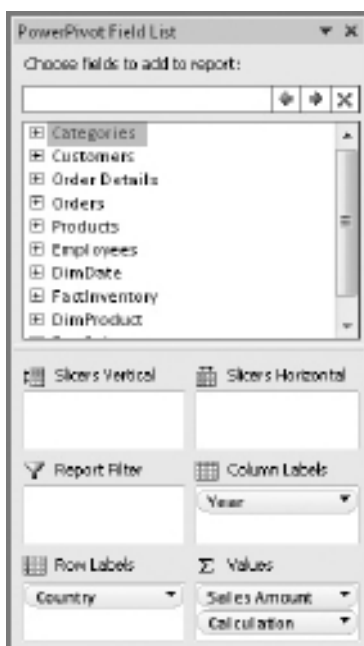 PowerPivot Field List
Choose fields to add to report:
Categories
Customers
Order Details
Orders
Products
Employees
DimDate
FactInventory
DimProduct
Slicers Vertical
Slicers Horizontal
Report Filter
Column Labels
Year
Row Labels
Σ Values
Country
Sales Amount
Calculation